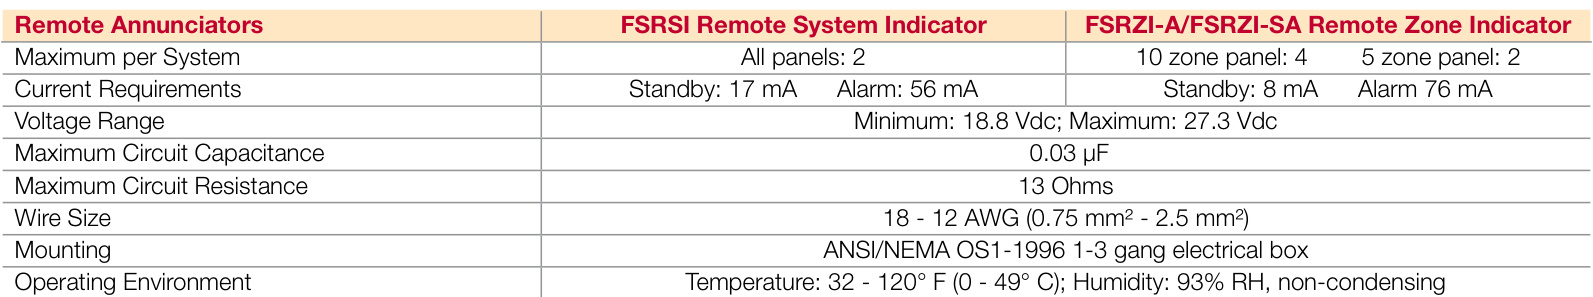 Remote Annunciators FSRSI Remote System Indicator FSRZI-A/FSRZI-SA Remote Zone Indicator
Maximum per System All panels: 2 10 zone panel: 4 5 zone panel: 2
Current Requirements Standby: 17 mA Alarm: 56 mA Standby: 8 mA Alarm 76 mA
Voltage Range Minimum: 18.8 Vdc; Maximum: 27.3 Vdc
Maximum Circuit Capacitance 0.03 µF
Maximum Circuit Resistance 13 Ohms
Wire Size 18 - 12 AWG (0.75 mm² - 2.5 mm²)
Mounting ANSI/NEMA OS1-1996 1-3 gang electrical box
Operating Environment Temperature: 32 - 120° F (0 - 49° C); Humidity: 93% RH, non-condensing